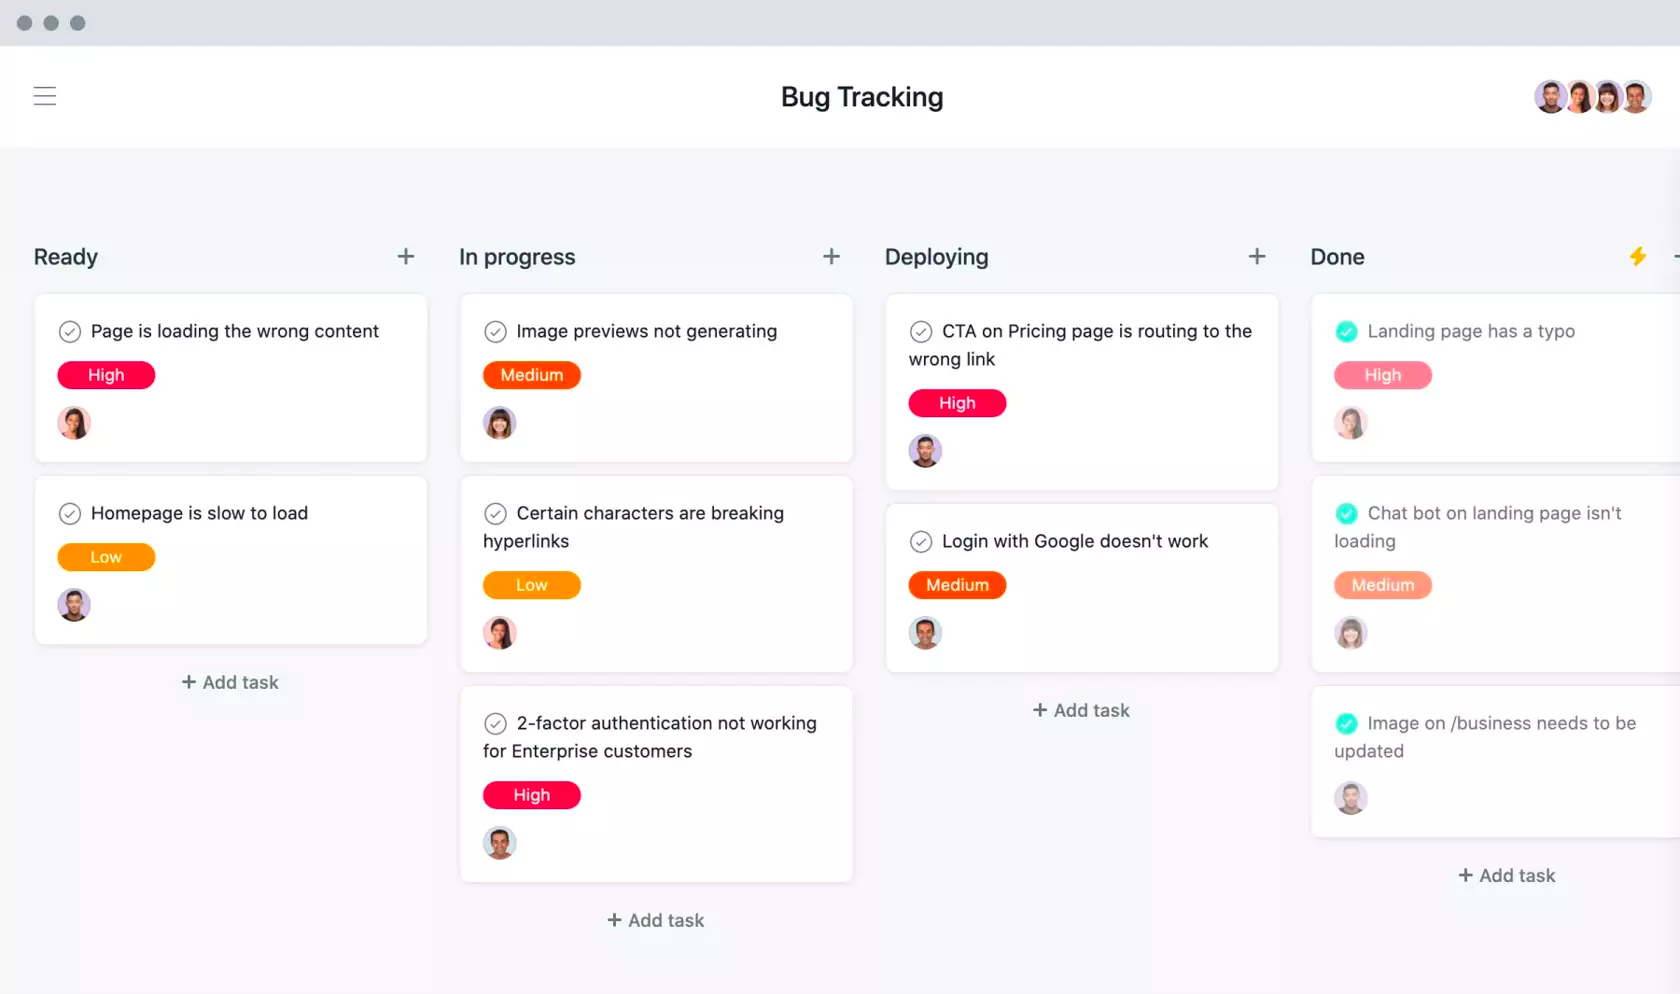 Bug Tracking
Ready
Page is loading the wrong content
High
Homepage is slow to load
Low
Add task
In progress
Image previews not generating
Medium
Certain characters are breaking
hyperlinks
Low
2-factor authentication not working
for Enterprise customers
High
Add task
Deploying
CTA on Pricing page is routing to the
wrong link
High
Login with Google doesn't work
Medium
Add task
Done
Landing page has a typo
High
Chat bot on landing page isn't
loading
Medium
Image on /business needs to be
updated
Add task